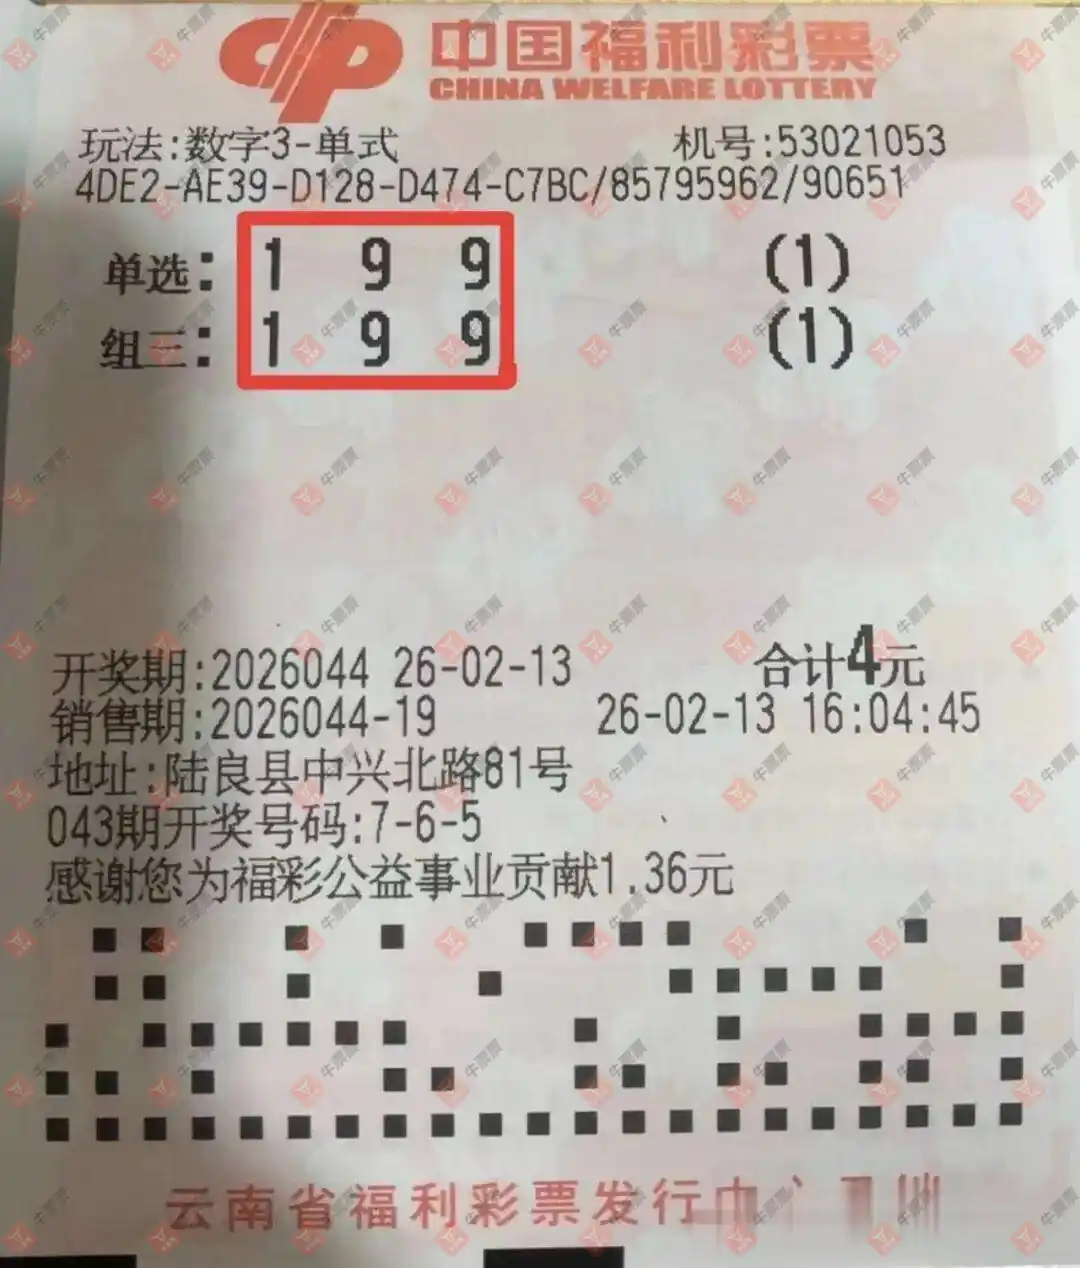 中国福利彩票
CHINA WELFARE LOTTERY
玩法:数字3-单式 机号:53021053
4DE2-AE39-D128-D474-C7BC/85795962/90651
单选: 1 9 9 (1)
组三: 1 9 9 (1)
开奖期:2026044 26-02-13 合计4元
销售期:2026044-19 26-02-13 16:04:45
地址:陆良县中兴北路81号
043期开奖号码:7-6-5
感谢您为福彩公益事业贡献1.36元
云南省福利彩票发行中
牛票票